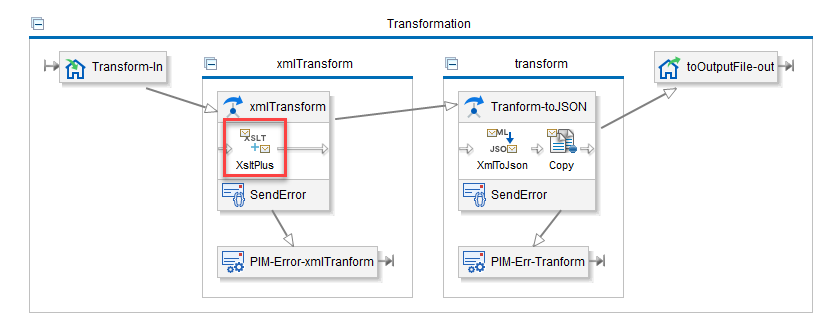 Transformation
Transform-In
xmlTransform
transform
toOutputFile-out
xmlTransform
Tranform-toJSON
XSLT
XsltPlus
ML
JSO
XmlToJson
Copy
SendError
SendError
PIM-Error-xmlTranform
PIM-Err-Tranform